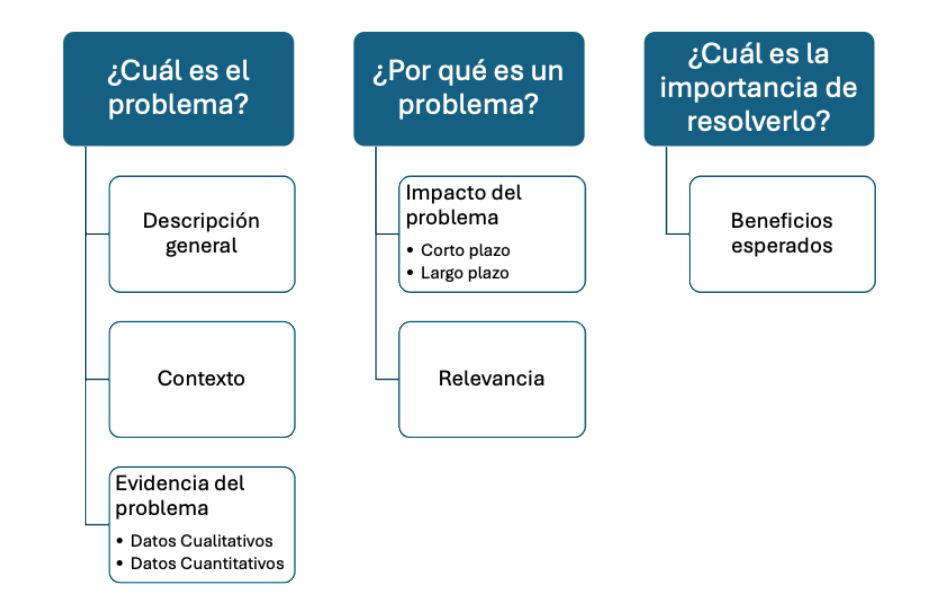 ¿Cuál es el
problema?
Descripción
general
Contexto
Evidencia del
problema
• Datos Cualitativos
• Datos Cuantitativos
¿Por qué es un
problema?
Impacto del
problema
• Corto plazo
• Largo plazo
Relevancia
¿Cuál es la
importancia de
resolverlo?
Beneficios
esperados